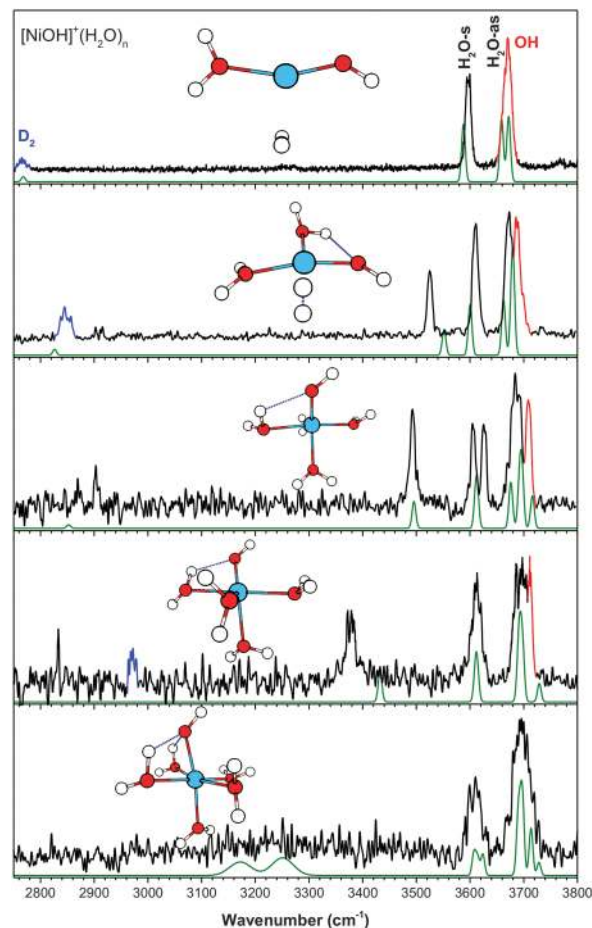 [NiOH]⁺(H₂O)ₙ
H₂O-s
H₂O-as
OH
D₂
2800 2900 3000 3100 3200 3300 3400 3500 3600 3700 3800
Wavenumber (cm⁻¹)